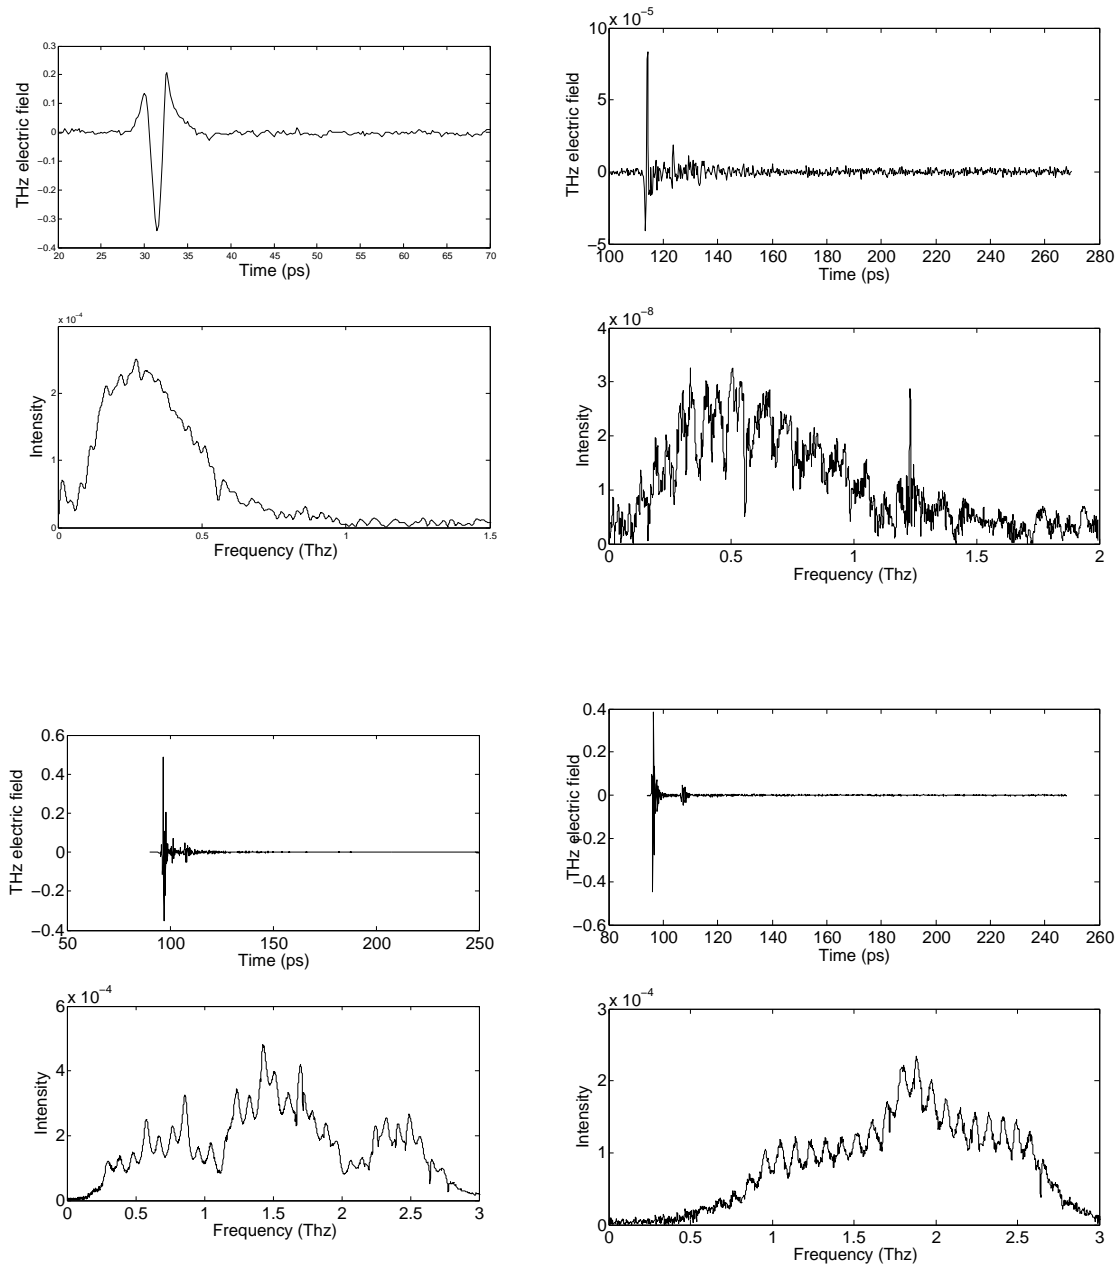 0.3
0.2
0.1
0
−0.1
−0.2
−0.3
−0.4
THz electric field
20 25 30 35 40 45 50 55 60 65 70
Time (ps)
x 10−4
2
0
Intensity
0 0.5 1 1.5
Frequency (Thz)
x 10−5
10
5
0
−5
THz electric field
100 120 140 160 180 200 220 240 260 280
Time (ps)
x 10−8
4
3
2
1
0
Intensity
0 0.5 1 1.5 2
Frequency (Thz)
0.6
0.4
0.2
0
−0.2
−0.4
THz electric field
50 100 150 200 250
Time (ps)
x 10−4
6
4
2
0
Intensity
0 0.5 1 1.5 2 2.5 3
Frequency (Thz)
0.4
0.2
0
−0.2
−0.4
−0.6
THz electric field
80 100 120 140 160 180 200 220 240 260
Time (ps)
x 10−4
3
2
1
0
Intensity
0 0.5 1 1.5 2 2.5 3
Frequency (Thz)